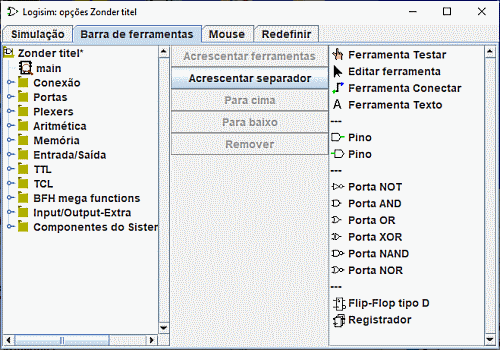 Logisim: opções Zonder titel
Simulação
Barra de ferramentas
Mouse
Redefinir
Zonder titel*
main
Conexão
Portas
Plexers
Aritmética
Memória
Entrada/Saída
TTL
TCL
BFH mega functions
Input/Output-Extra
Componentes do Sister
Acrescentar ferramentas
Acrescentar separador
Para cima
Para baixo
Remover
Ferramenta Testar
Editar ferramenta
Ferramenta Conectar
A Ferramenta Texto
---
Pino
Pino
---
Porta NOT
Porta AND
Porta OR
Porta XOR
Porta NAND
Porta NOR
---
Flip-Flop tipo D
Registrador